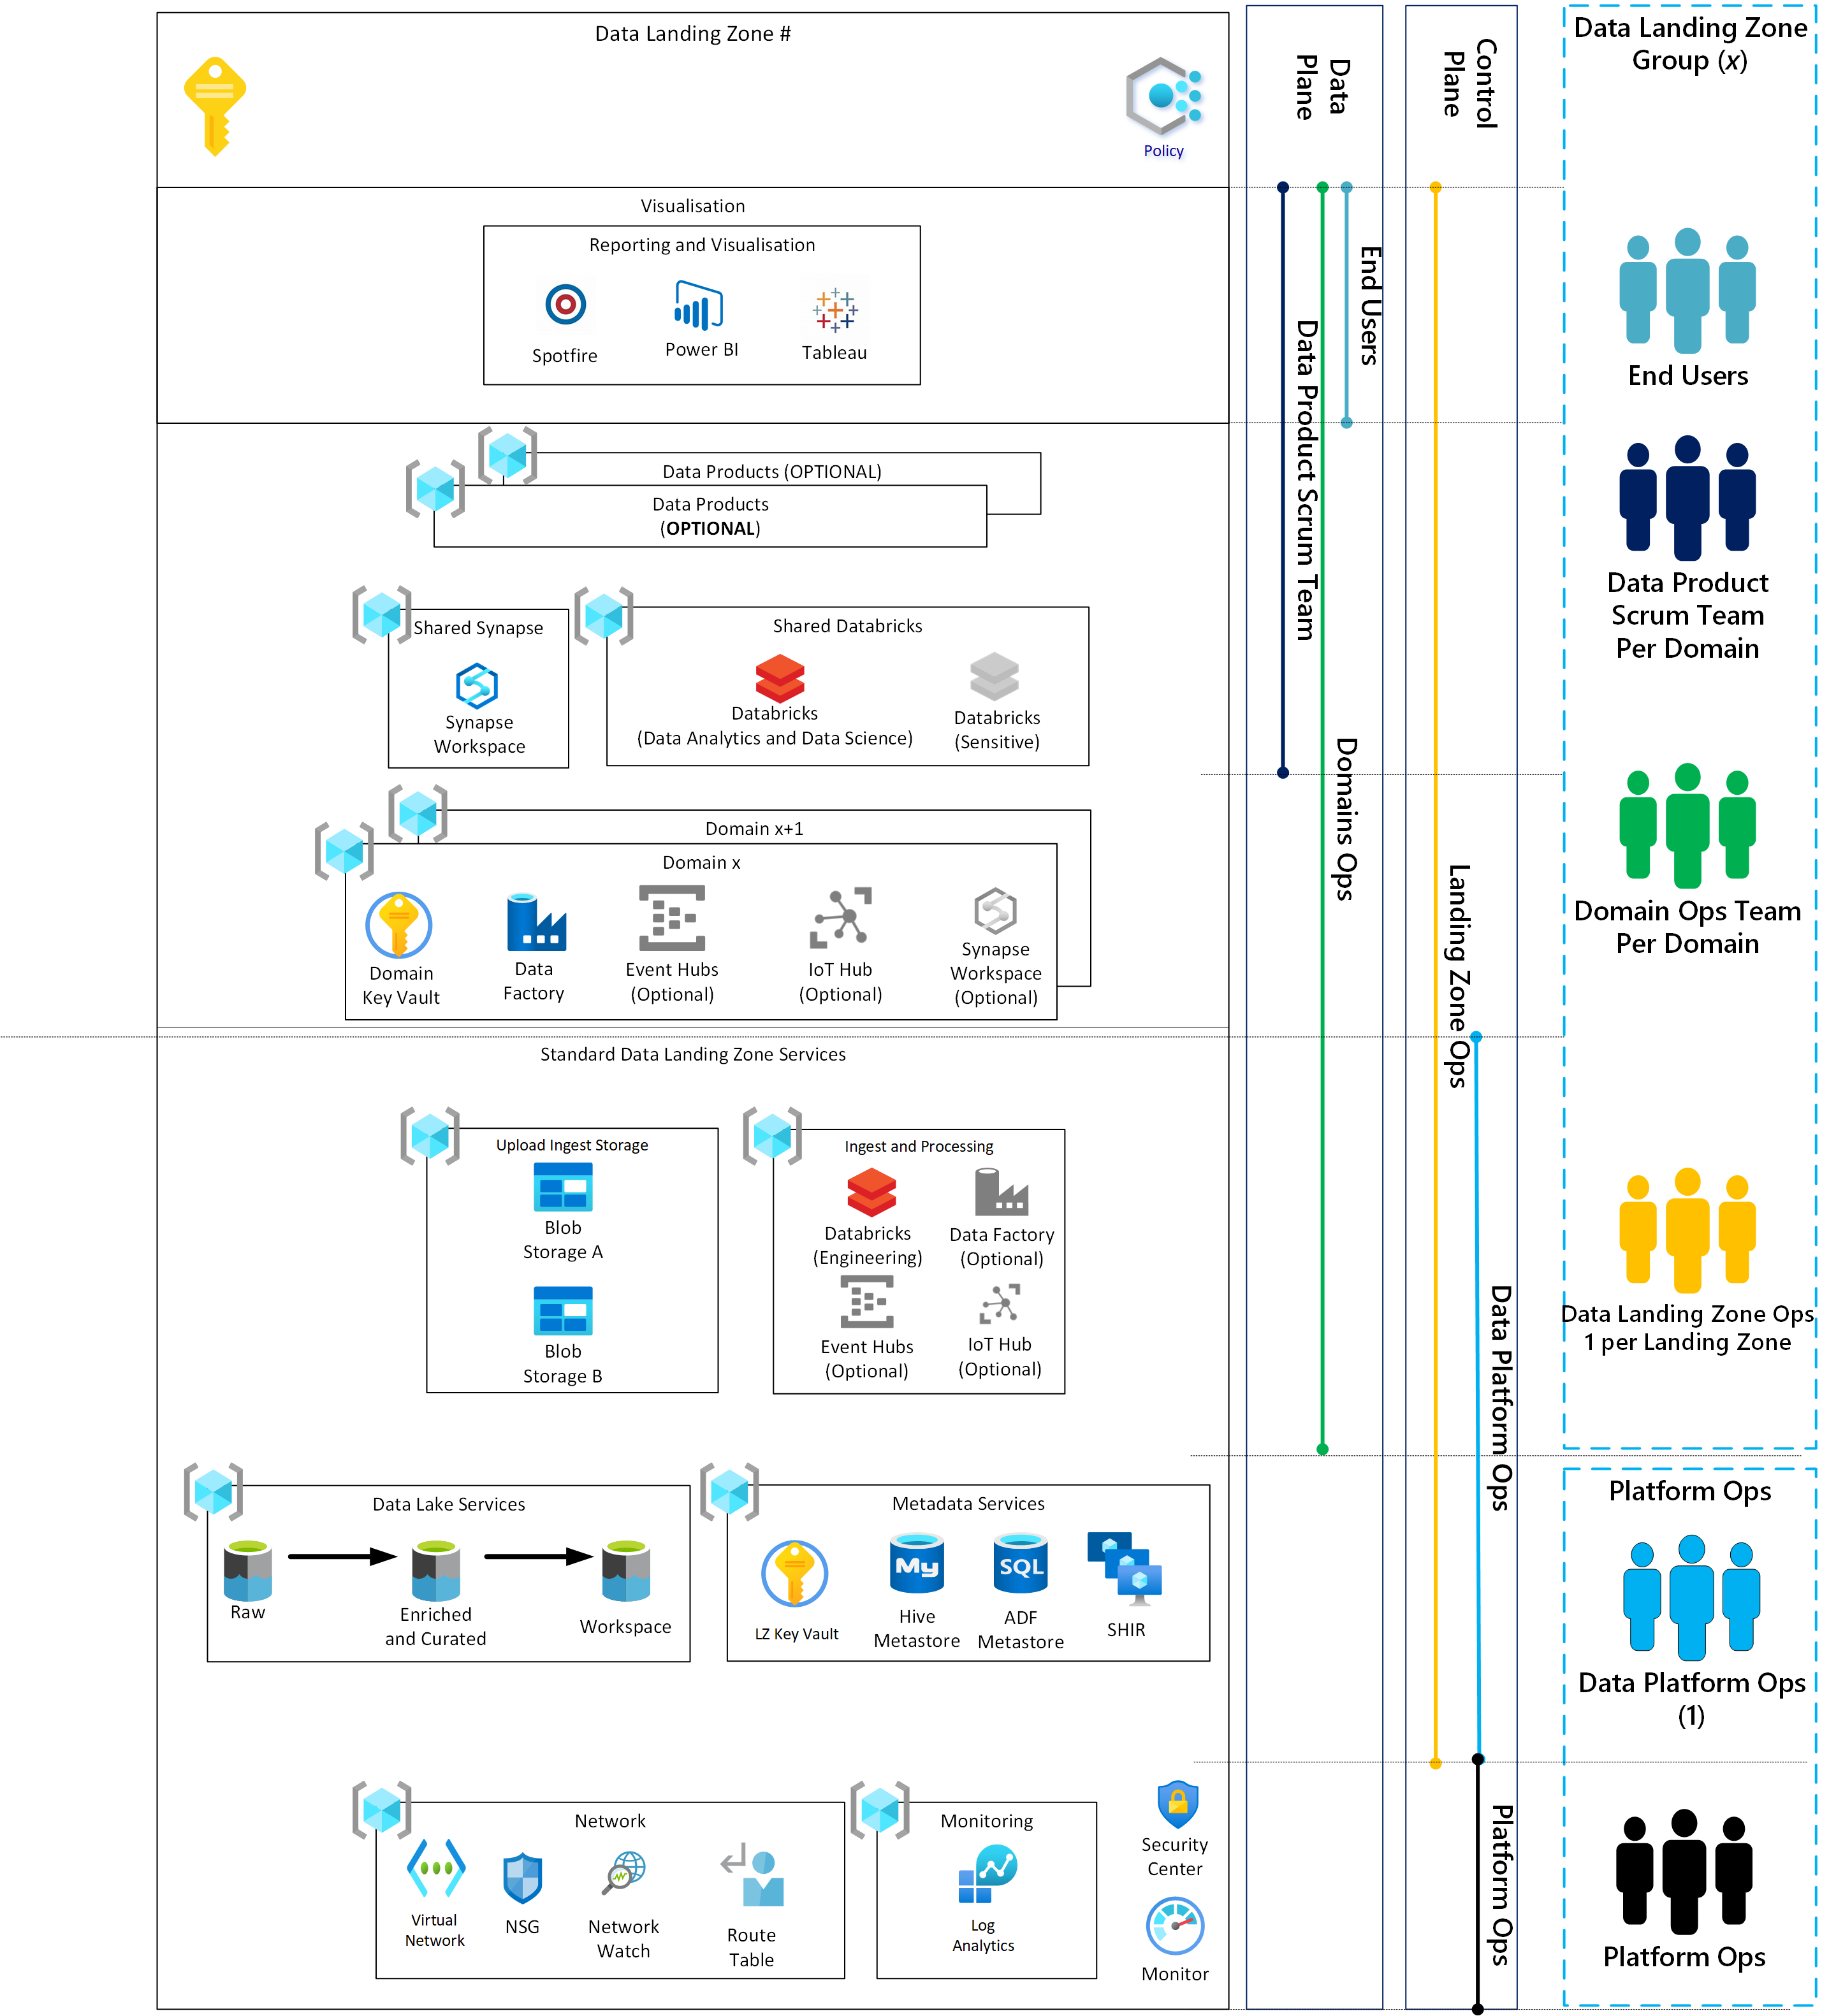 Data Landing Zone #
Policy
Visualisation
Reporting and Visualisation
Spotfire
Power BI
Tableau
Data Products (OPTIONAL)
Data Products
(OPTIONAL)
Shared Synapse
Synapse
Workspace
Shared Databricks
Databricks
(Data Analytics and Data Science)
Databricks
(Sensitive)
Domain x+1
Domain x
Domain
Key Vault
Data
Factory
Event Hubs
(Optional)
IoT Hub
(Optional)
Synapse
Workspace
(Optional)
Standard Data Landing Zone Services
Upload Ingest Storage
Blob
Storage A
Blob
Storage B
Ingest and Processing
Databricks
(Engineering)
Data Factory
(Optional)
Event Hubs
(Optional)
IoT Hub
(Optional)
Data Lake Services
Raw
Enriched
and Curated
Workspace
Metadata Services
LZ Key Vault
My
Hive
Metastore
SQL
ADF
Metastore
SHIR
Network
Virtual
Network
NSG
Network
Watch
Route
Table
Monitoring
Log
Analytics
Security
Center
Monitor
Data
Plane
End Users
Data Product Scrum Team
Domains Ops
Control
Plane
Landing Zone Ops
Data Platform Ops
Platform Ops
Data Landing Zone
Group (x)
End Users
Data Product
Scrum Team
Per Domain
Domain Ops Team
Per Domain
Data Landing Zone Ops
1 per Landing Zone
Platform Ops
Data Platform Ops
(1)
Platform Ops